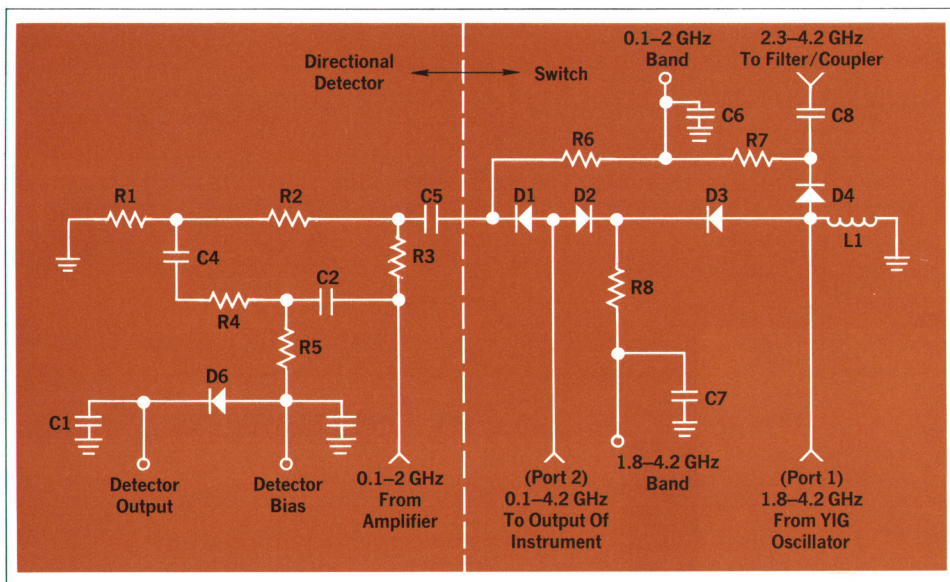 Directional
Detector
Switch
0.1–2 GHz
Band
2.3–4.2 GHz
To Filter/Coupler
C6
C8
R6
R7
R1
R2
C5
D1
D2
D3
D4
L1
C4
R3
C2
R4
R8
R5
D6
C1
C7
Detector
Output
Detector
Bias
0.1–2 GHz
From
Amplifier
(Port 2)
0.1–4.2 GHz
To Output Of
Instrument
1.8–4.2 GHz
Band
(Port 1)
1.8–4.2 GHz
From YIG
Oscillator